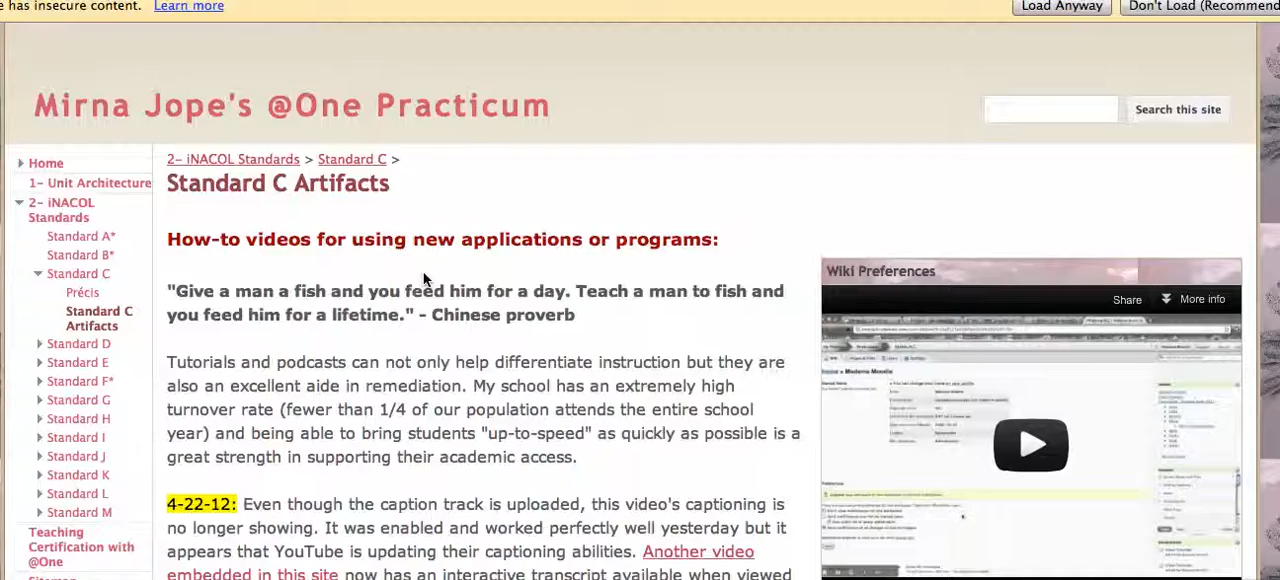 e has insecure content. Learn more
Load Anyway
Don't Load (Recommend
Mirna Jope's @One Practicum
Search this site
Home
1- Unit Architecture
2- iNACOL
Standards
Standard A*
Standard B*
Standard C
Précis
Standard C
Artifacts
Standard D
Standard E
Standard F*
Standard G
Standard H
Standard I
Standard J
Standard K
Standard L
Standard M
Teaching
Certification with
@One
Sitemap
2- iNACOL Standards > Standard C >
Standard C Artifacts
How-to videos for using new applications or programs:
"Give a man a fish and you feed him for a day. Teach a man to fish and
you feed him for a lifetime." - Chinese proverb
Tutorials and podcasts can not only help differentiate instruction but they are
also an excellent aide in remediation. My school has an extremely high
turnover rate (fewer than 1/4 of our population attends the entire school
year) and being able to bring students "up-to-speed" as quickly as possible is a
great strength in supporting their academic access.
4-22-12: Even though the caption track is uploaded, this video's captioning is
no longer showing. It was enabled and worked perfectly well yesterday but it
appears that YouTube is updating their captioning abilities. Another video
embedded in this site now has an interactive transcript available when viewed
Wiki Preferences
Share
More info
Moderna Moodle